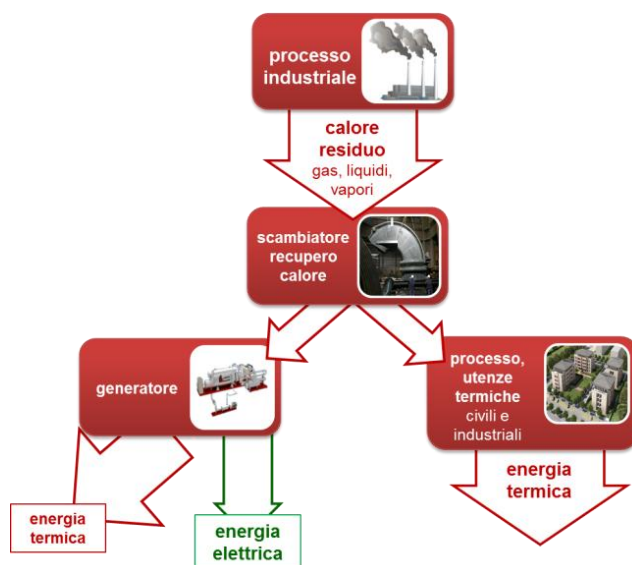 processo
industriale
calore
residuo
gas, liquidi,
vapori
scambiatore
recupero
calore
generatore
processo,
utenze
termiche
civili e
industriali
energia
termica
energia
elettrica
energia
termica